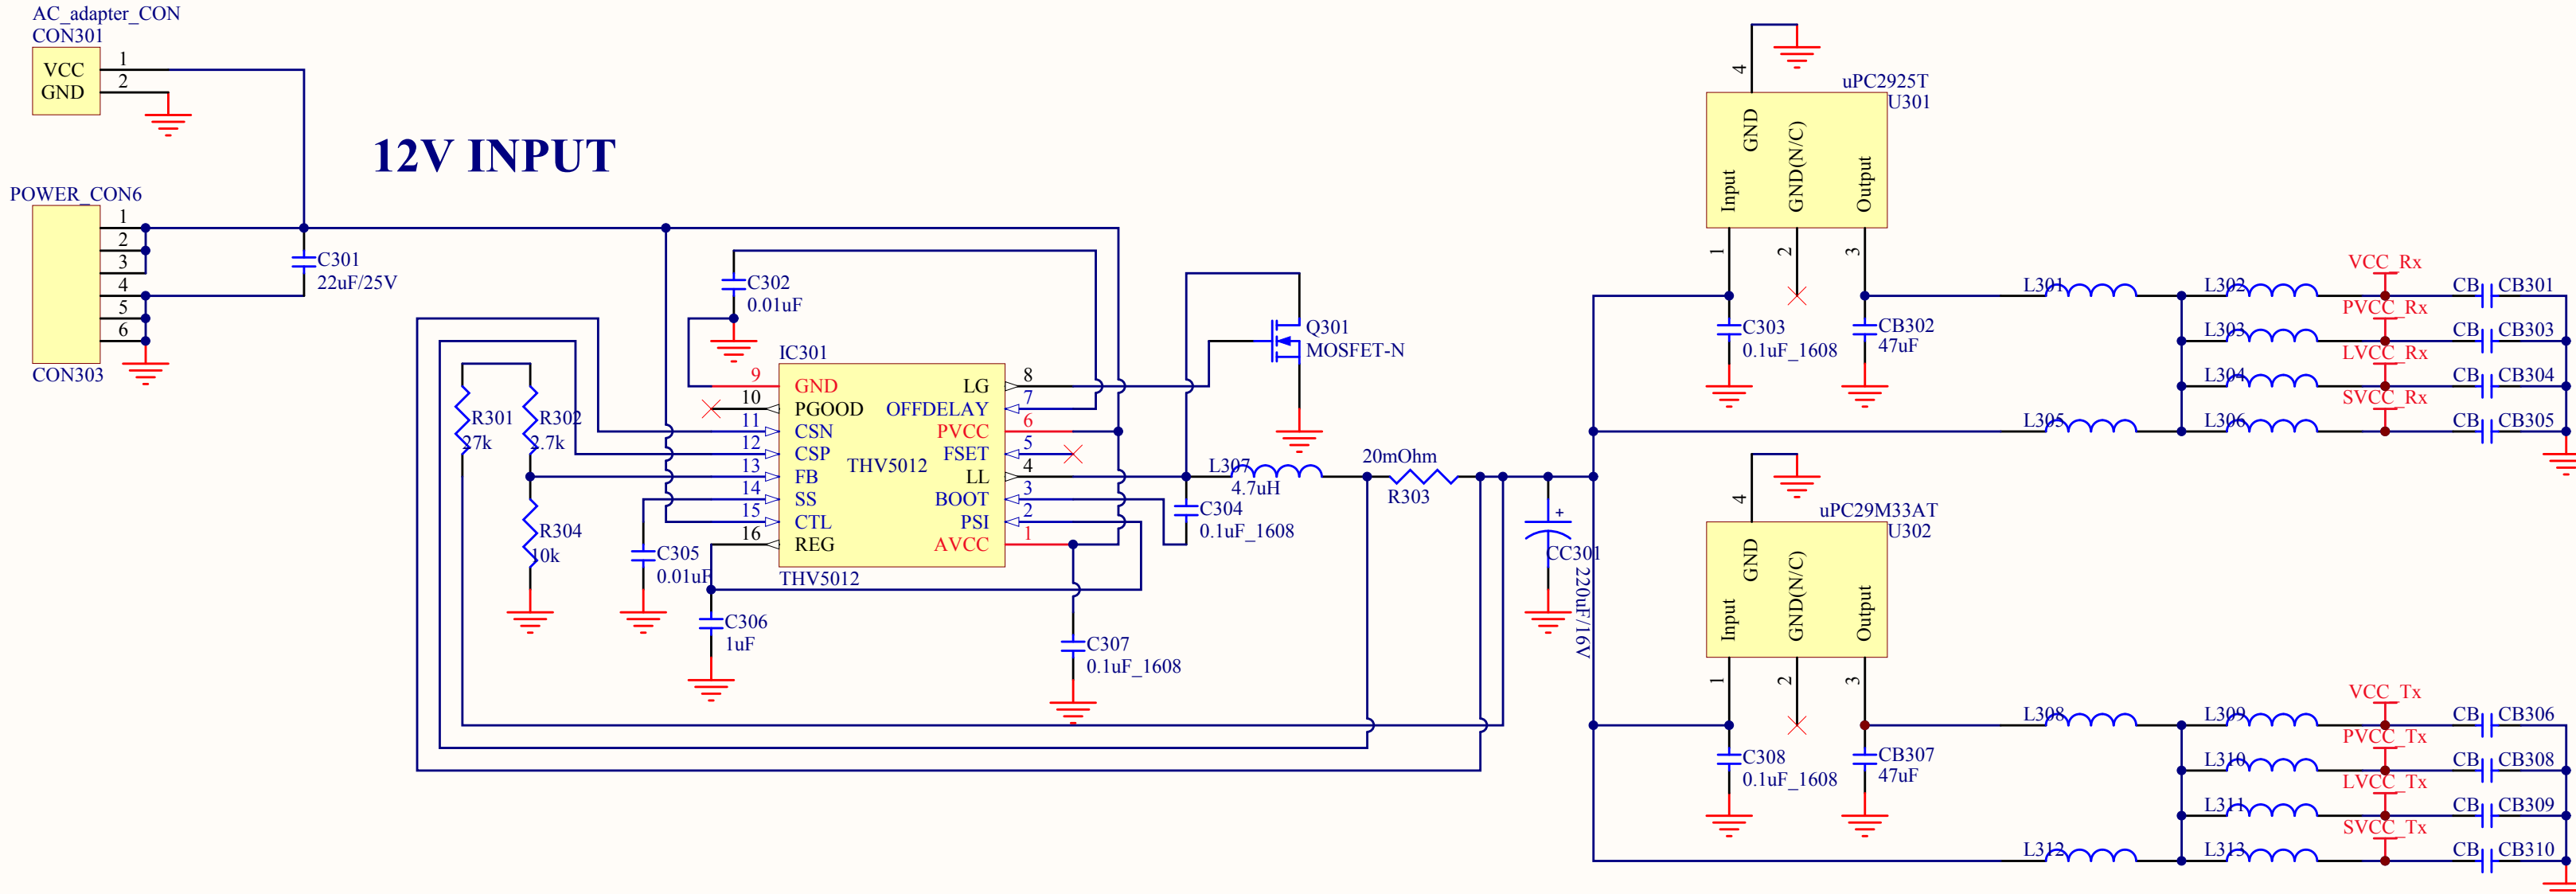 AC_adapter_CON
CON301
VCC
1
GND
2
12V INPUT
POWER_CON6
1
2
3
4
5
6
CON303
C301
22uF/25V
C302
0.01uF
Q301
MOSFET-N
IC301
9
GND
10
PGOOD
11
CSN
12
CSP
13
FB
14
SS
15
CTL
16
REG
THV5012
LG
8
OFFDELAY
7
PVCC
6
FSET
5
LL
4
BOOT
3
PSI
2
AVCC
1
THV5012
R301
27k
R302
2.7k
R304
10k
C305
0.01uF
C306
1uF
C307
0.1uF_1608
L307
4.7uH
C304
0.1uF_1608
20mOhm
R303
+
CC301
220uF/16V
uPC2925T
U301
4
GND
Input
GND(N/C)
Output
1
2
3
C303
0.1uF_1608
CB302
47uF
L301
L302
VCC_Rx
CB
CB301
L303
PVCC_Rx
CB
CB303
L304
LVCC_Rx
CB
CB304
L305
L306
SVCC_Rx
CB
CB305
uPC29M33AT
U302
4
GND
Input
GND(N/C)
Output
1
2
3
C308
0.1uF_1608
CB307
47uF
L308
L309
VCC_Tx
CB
CB306
L310
PVCC_Tx
CB
CB308
L311
LVCC_Tx
CB
CB309
L312
L313
SVCC_Tx
CB
CB310